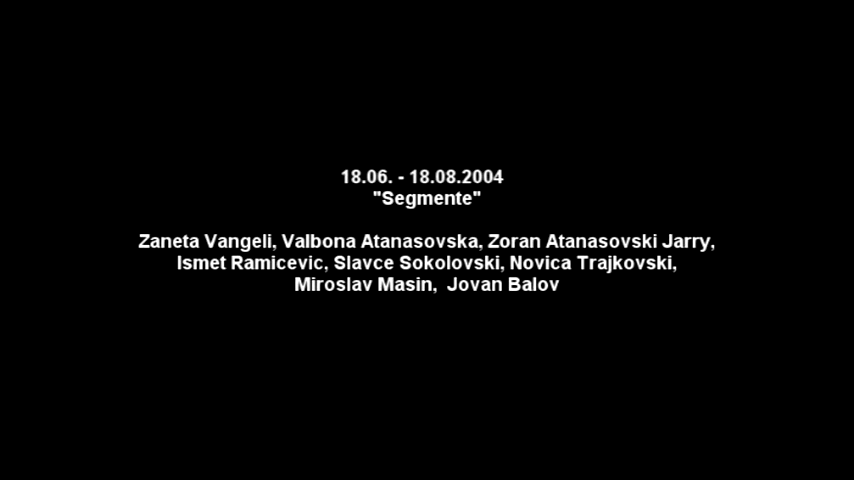 18.06. - 18.08.2004
"Segmente"
Zaneta Vangeli, Valbona Atanasovska, Zoran Atanasovski Jarry,
Ismet Ramicevic, Slavce Sokolovski, Novica Trajkovski,
Miroslav Masin,  Jovan Balov